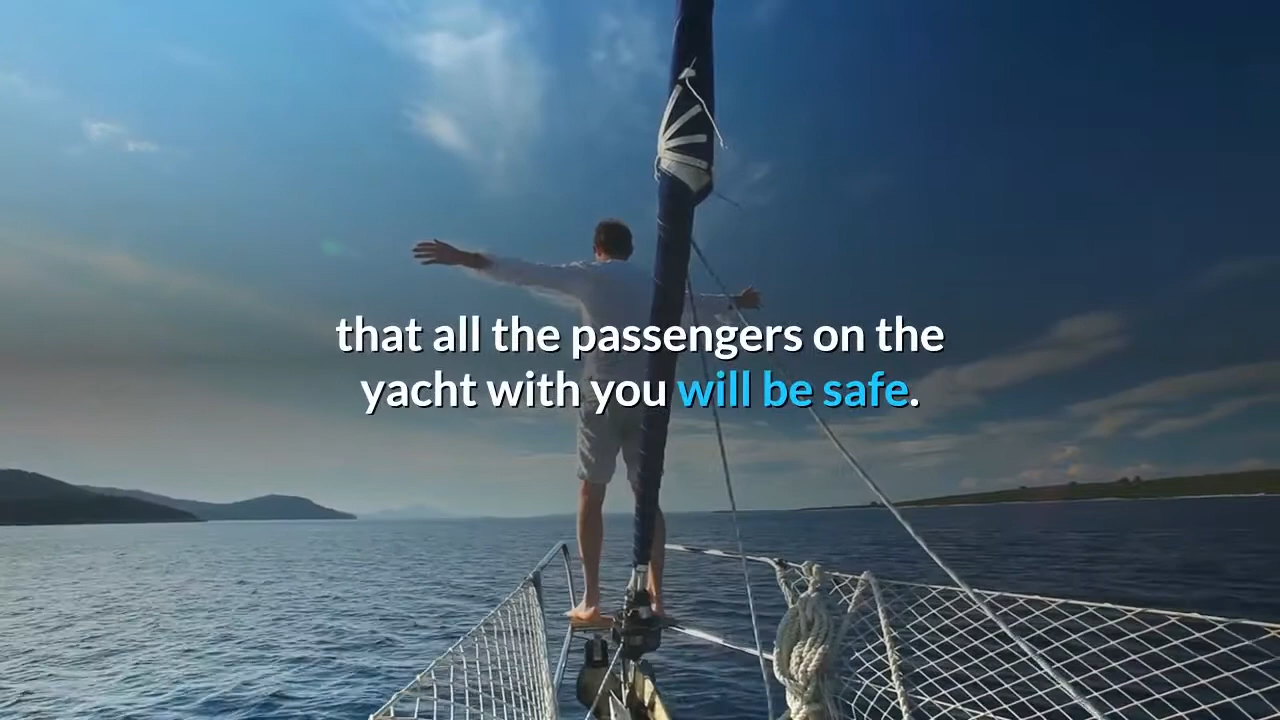 that all the passengers on the
yacht with you will be safe.